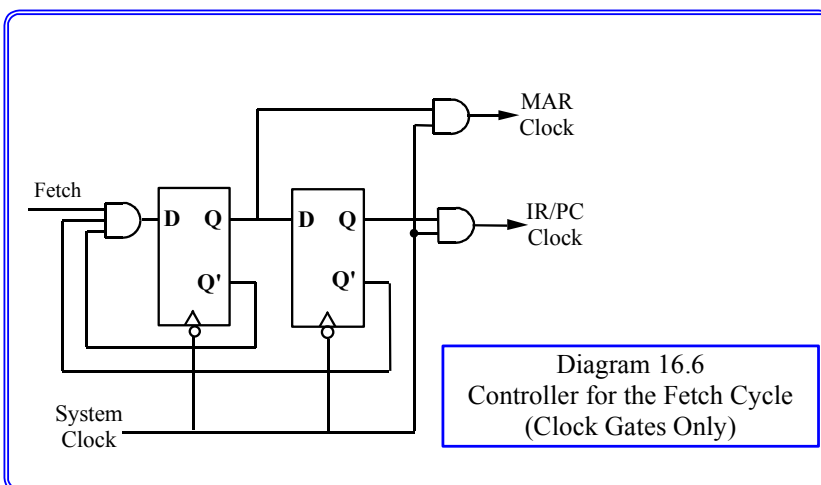 MAR
Clock
Fetch
D Q D Q
IR/PC
Clock
Q' Q'
System
Clock
Diagram 16.6
Controller for the Fetch Cycle
(Clock Gates Only)